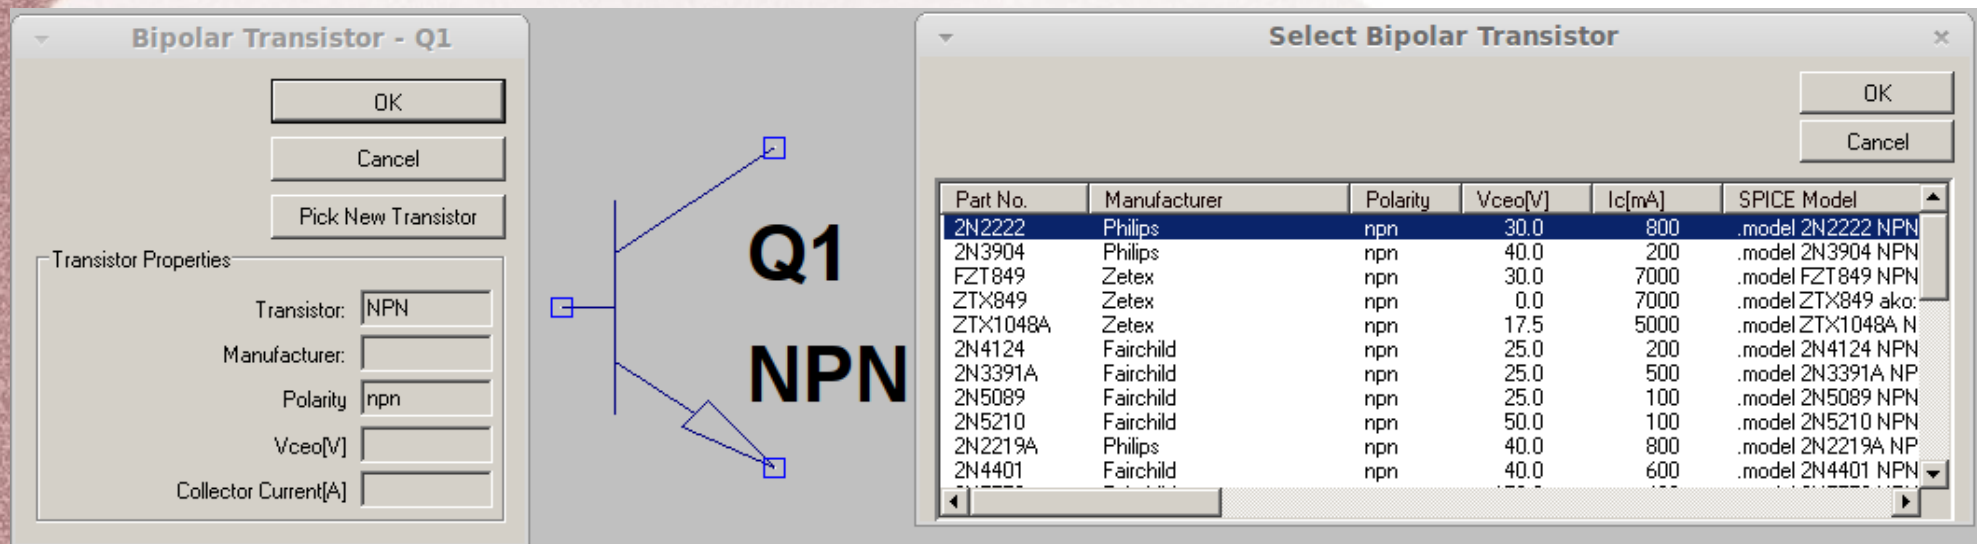 Bipolar Transistor - Q1
OK
Cancel
Pick New Transistor
Transistor Properties
Transistor: NPN
Manufacturer:
Polarity npn
Vceo[V]
Collector Current[A]
Q1
NPN
Select Bipolar Transistor
OK
Cancel
Part No. Manufacturer Polarity Vceo[V] Ic[mA] SPICE Model
2N2222 Philips npn 30.0 800 .model 2N2222 NPN
2N3904 Philips npn 40.0 200 .model 2N3904 NPN
FZT849 Zetex npn 30.0 7000 .model FZT849 NPN
ZTX849 Zetex npn 0.0 7000 .model ZTX849 ako:
ZTX1048A Zetex npn 17.5 5000 .model ZTX1048A N
2N4124 Fairchild npn 25.0 200 .model 2N4124 NPN
2N3391A Fairchild npn 25.0 500 .model 2N3391A NP
2N5089 Fairchild npn 25.0 100 .model 2N5089 NPN
2N5210 Fairchild npn 50.0 100 .model 2N5210 NPN
2N2219A Philips npn 40.0 800 .model 2N2219A NP
2N4401 Fairchild npn 40.0 600 .model 2N4401 NPN